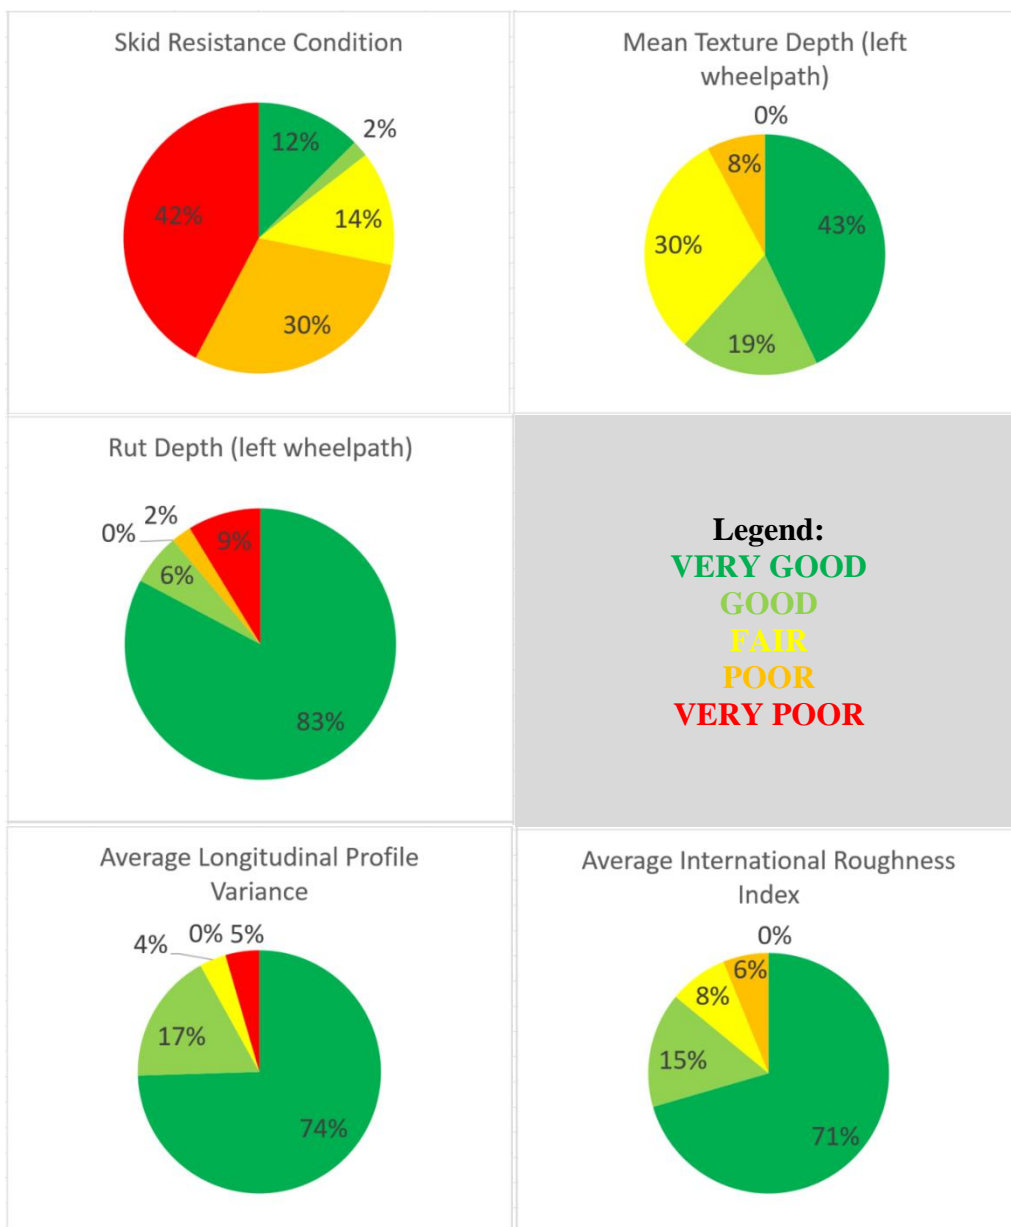 Skid Resistance Condition
12%
2%
14%
30%
42%
Mean Texture Depth (left
wheelpath)
0%
43%
19%
30%
8%
Rut Depth (left wheelpath)
83%
6%
0%
2%
9%
Legend:
VERY GOOD
GOOD
FAIR
POOR
VERY POOR
Average Longitudinal Profile
Variance
74%
17%
4%
0%
5%
Average International Roughness
Index
0%
71%
15%
8%
6%